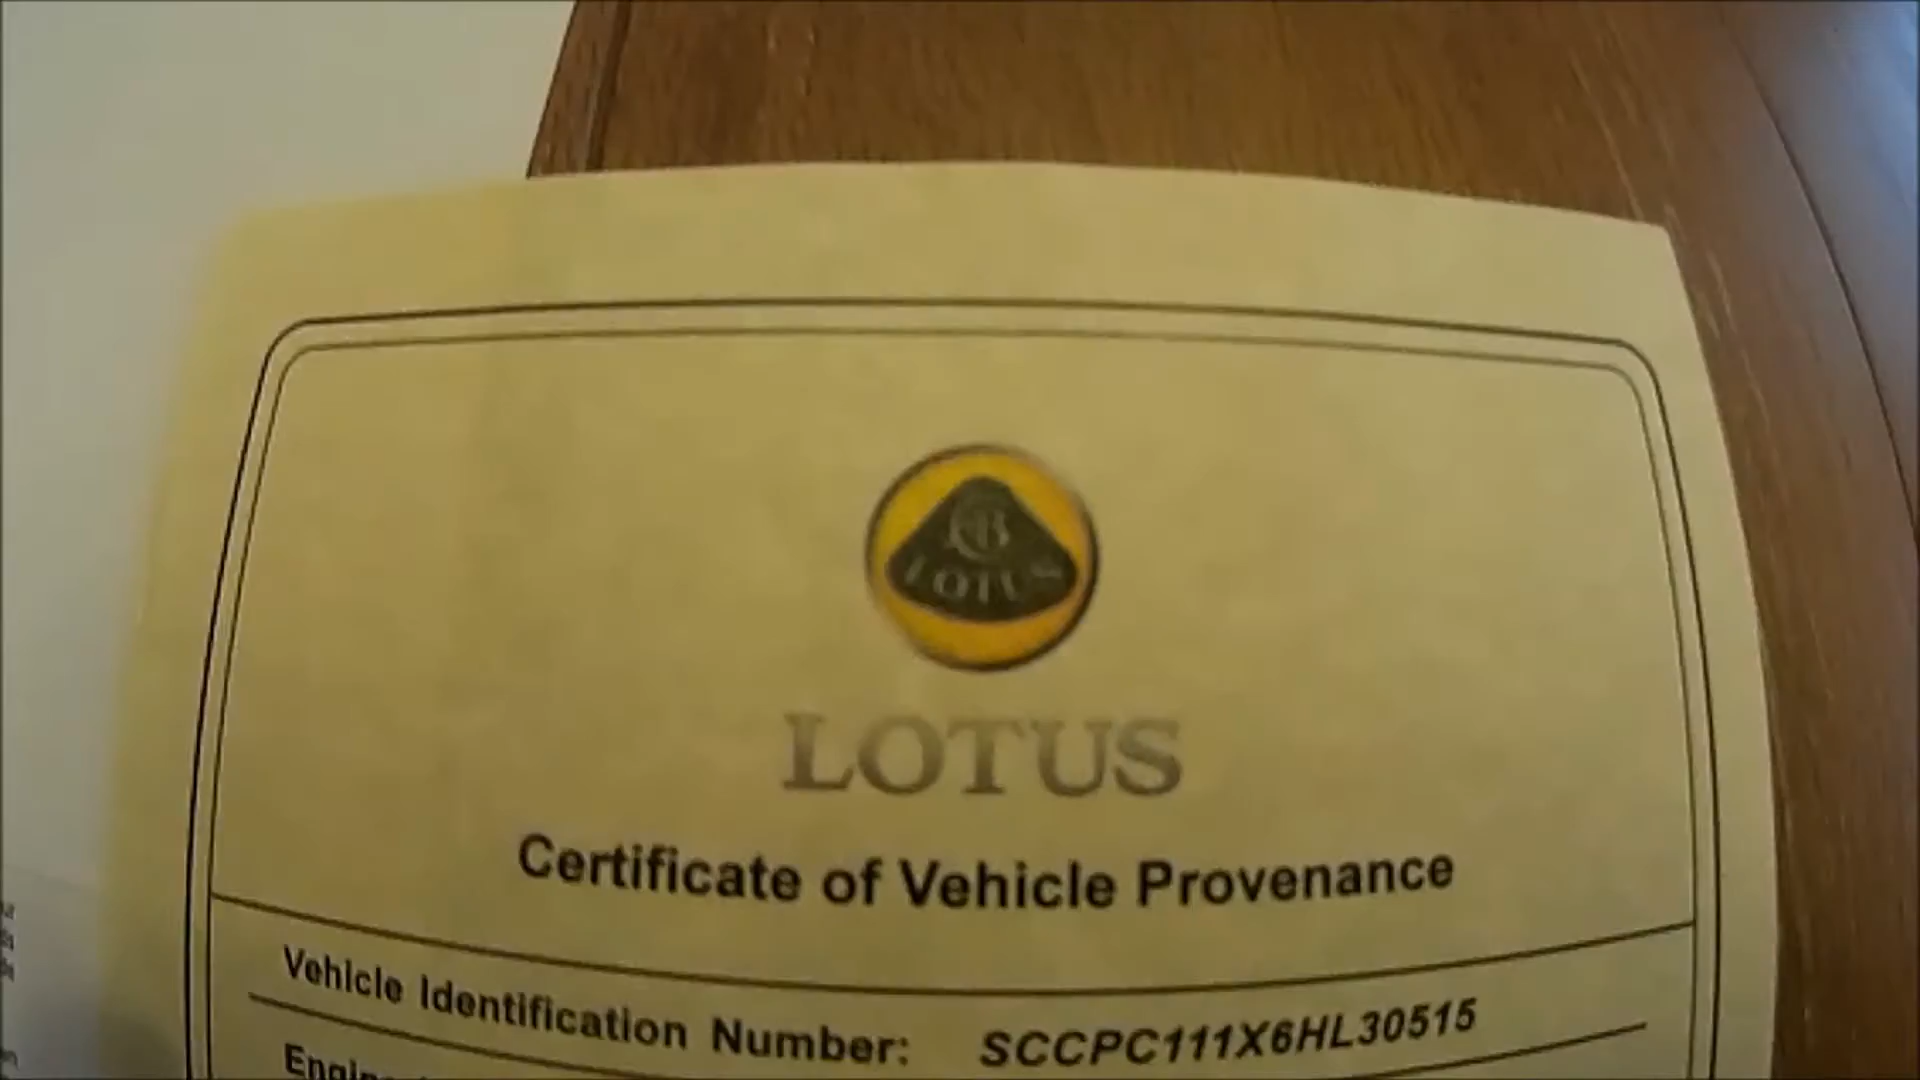 LOTUS
LOTUS
Certificate of Vehicle Provenance
Vehicle Identification Number: SCCPC111X6HL30515